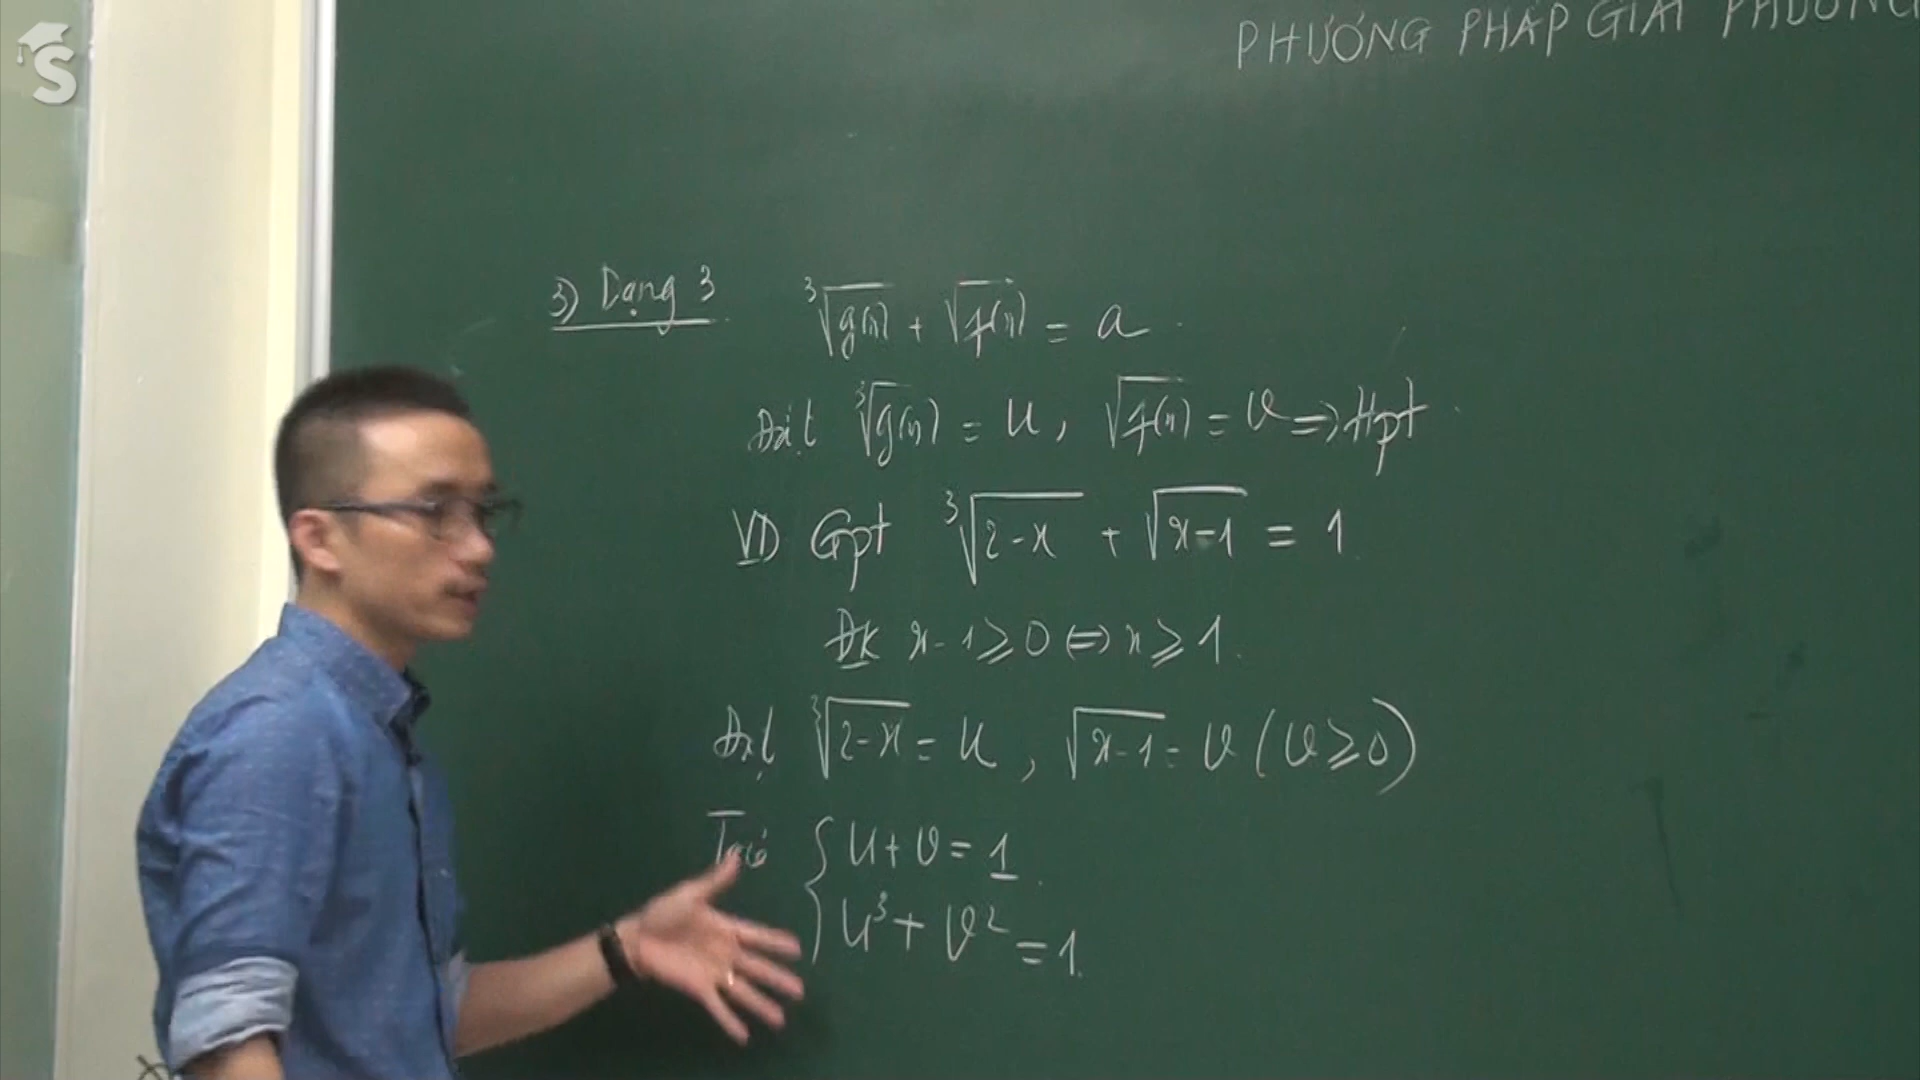 PHƯƠNG PHÁP GIẢI PHƯƠNG
3) Dạng 3 ∛g(x) + √f(x) = a
Đặt ∛g(x) = u, √f(x) = v => Hpt
VD Gpt ∛(2-x) + √(x-1) = 1
ĐK x-1 ≥ 0 <=> x ≥ 1.
Đặt ∛(2-x) = u, √(x-1) = v (v ≥ 0)
Ta có { u + v = 1
u³ + v² = 1.
S